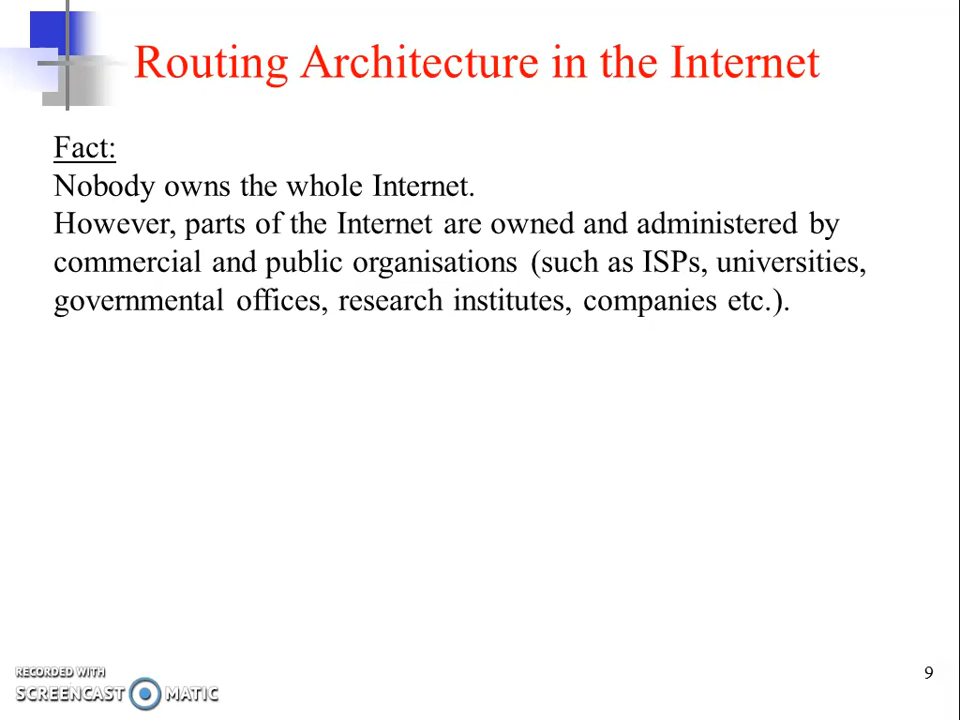 Routing Architecture in the Internet
Fact:
Nobody owns the whole Internet.
However, parts of the Internet are owned and administered by
commercial and public organisations (such as ISPs, universities,
governmental offices, research institutes, companies etc.).
9
RECORDED WITH
SCREENCAST MATIC